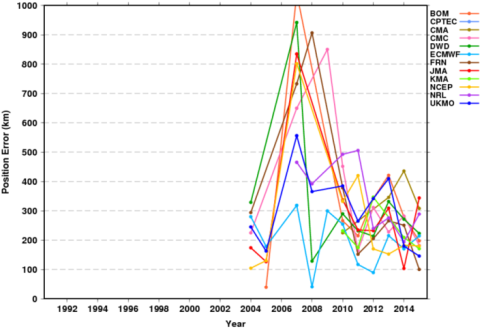 Position Error (km)
1000
900
800
700
600
500
400
300
200
100
0
1992 1994 1996 1998 2000 2002 2004 2006 2008 2010 2012 2014
Year
BOM
CPTEC
CMA
CMC
DWD
ECMWF
FRN
JMA
KMA
NCEP
NRL
UKMO